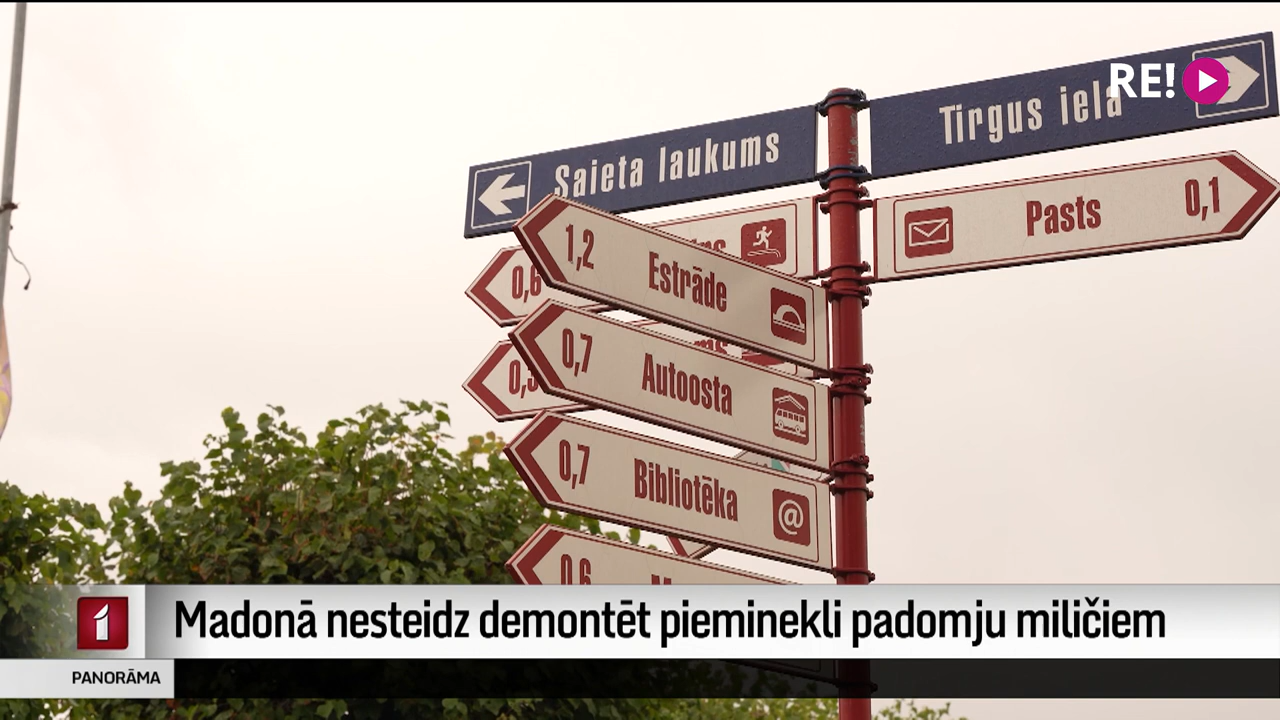 RE!
Tirgus iela
Saieta laukums
Pasts 0,1
1,2 Estrāde
0,6
0,7 Autoosta
0,7 Bibliotēka
@
0,6
1 Madonā nesteidz demontēt pieminekli padomju miličiem
PANORĀMA